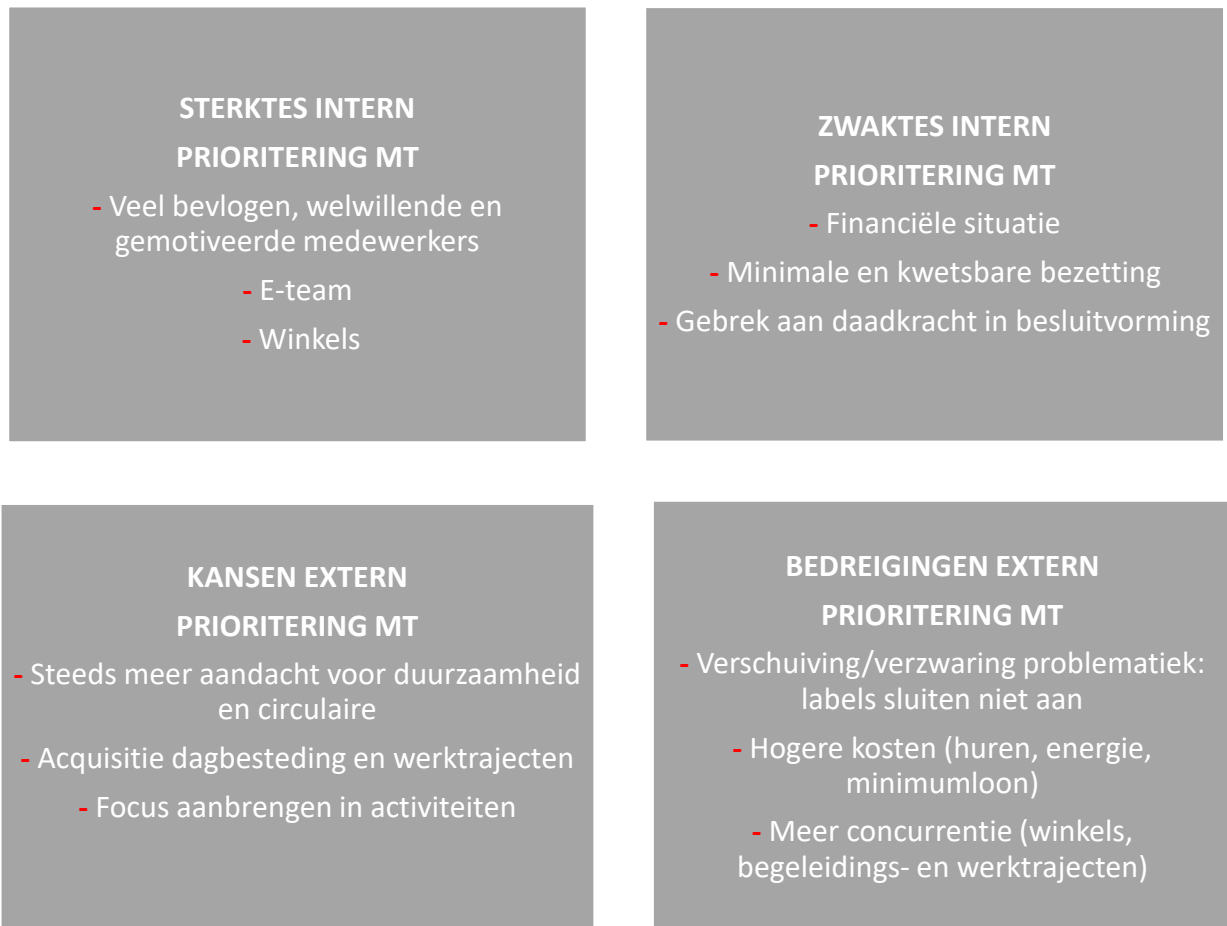 STERKTES INTERN
PRIORITERING MT
- Veel bevlogen, welwillende en
gemotiveerde medewerkers
- E-team
- Winkels
ZWAKTES INTERN
PRIORITERING MT
- Financiële situatie
- Minimale en kwetsbare bezetting
- Gebrek aan daadkracht in besluitvorming
KANSEN EXTERN
PRIORITERING MT
- Steeds meer aandacht voor duurzaamheid
en circulaire
- Acquisitie dagbesteding en werktrajecten
- Focus aanbrengen in activiteiten
BEDREIGINGEN EXTERN
PRIORITERING MT
- Verschuiving/verzwaring problematiek:
labels sluiten niet aan
- Hogere kosten (huren, energie,
minimumloon)
- Meer concurrentie (winkels,
begeleidings- en werktrajecten)